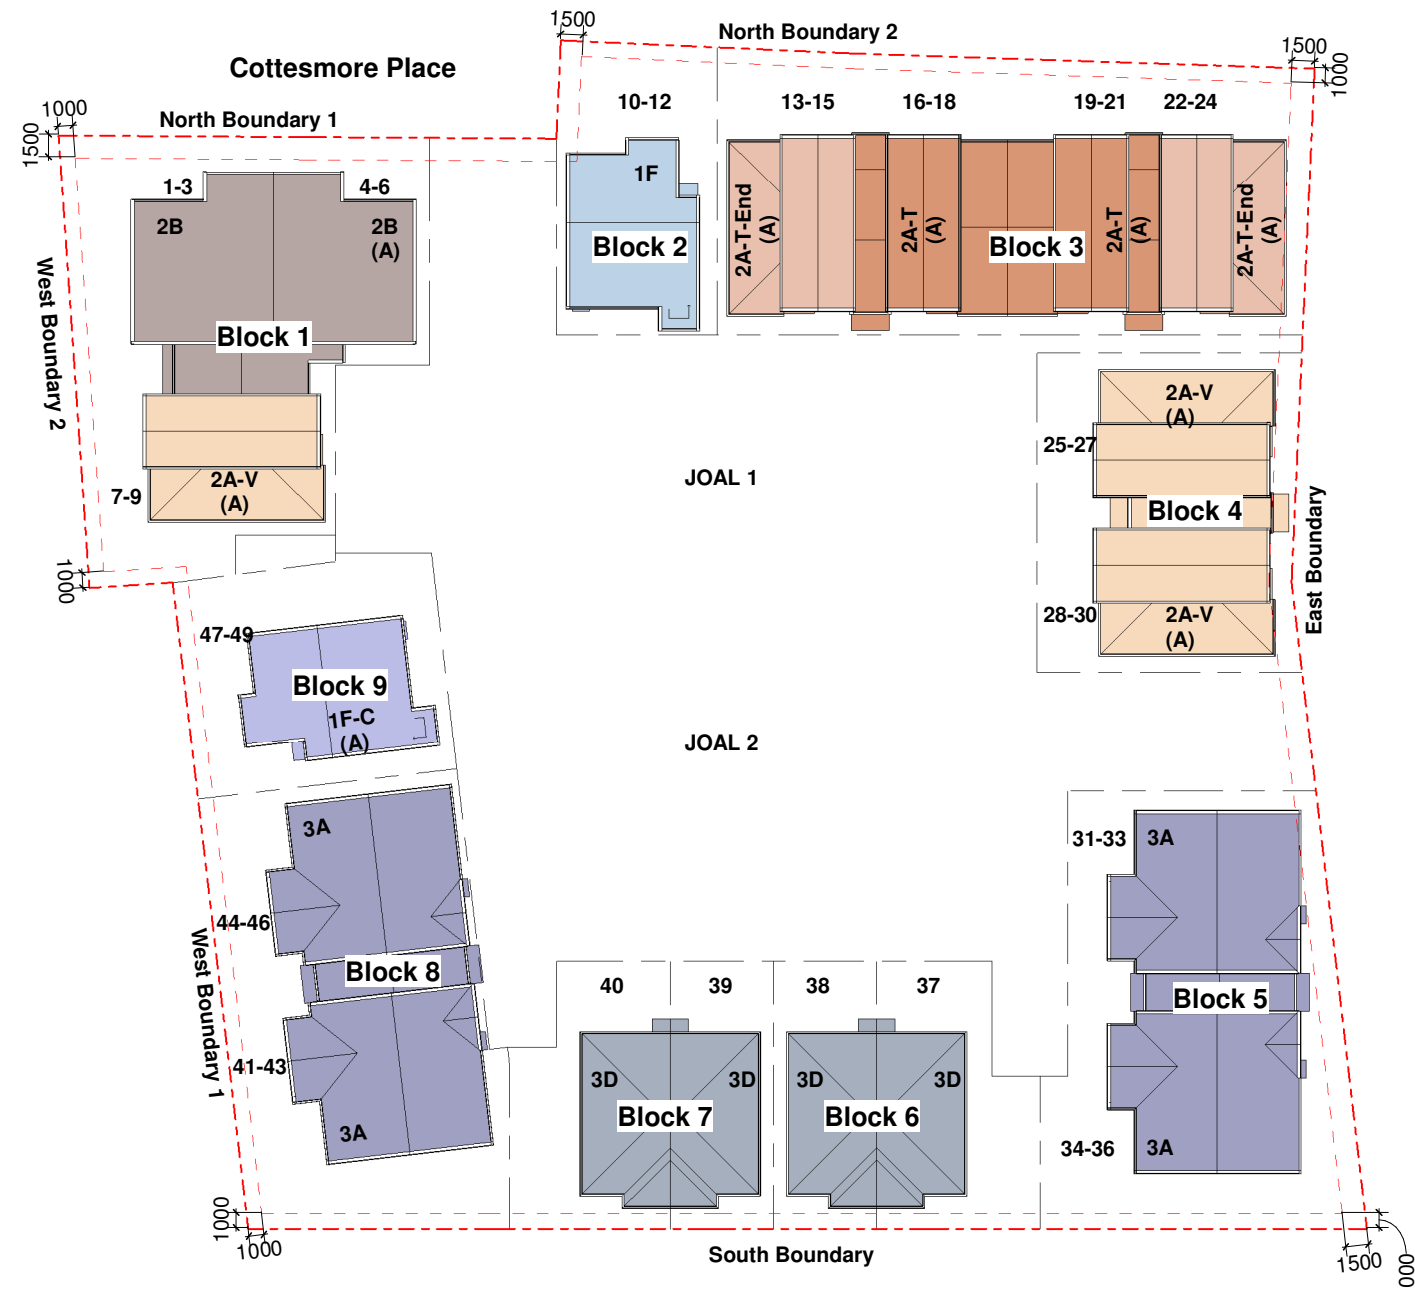 1500
North Boundary 2
1500
1000
Cottesmore Place
1000
North Boundary 1
1500
10-12
13-15
16-18
19-21
22-24
1-3
4-6
2B
2B
(A)
1F
Block 2
2A-T-End
(A)
2A-T
(A)
Block 3
2A-T
(A)
2A-T-End
(A)
West Boundary 2
Block 1
2A-V
(A)
7-9
JOAL 1
2A-V
(A)
25-27
Block 4
28-30
2A-V
(A)
East Boundary
1000
47-49
Block 9
1F-C
(A)
JOAL 2
3A
44-46
Block 8
West Boundary 1
41-43
3A
31-33
3A
Block 5
34-36
3A
40
39
38
37
3D
3D
3D
3D
Block 7
Block 6
1000
1000
South Boundary
1500
000